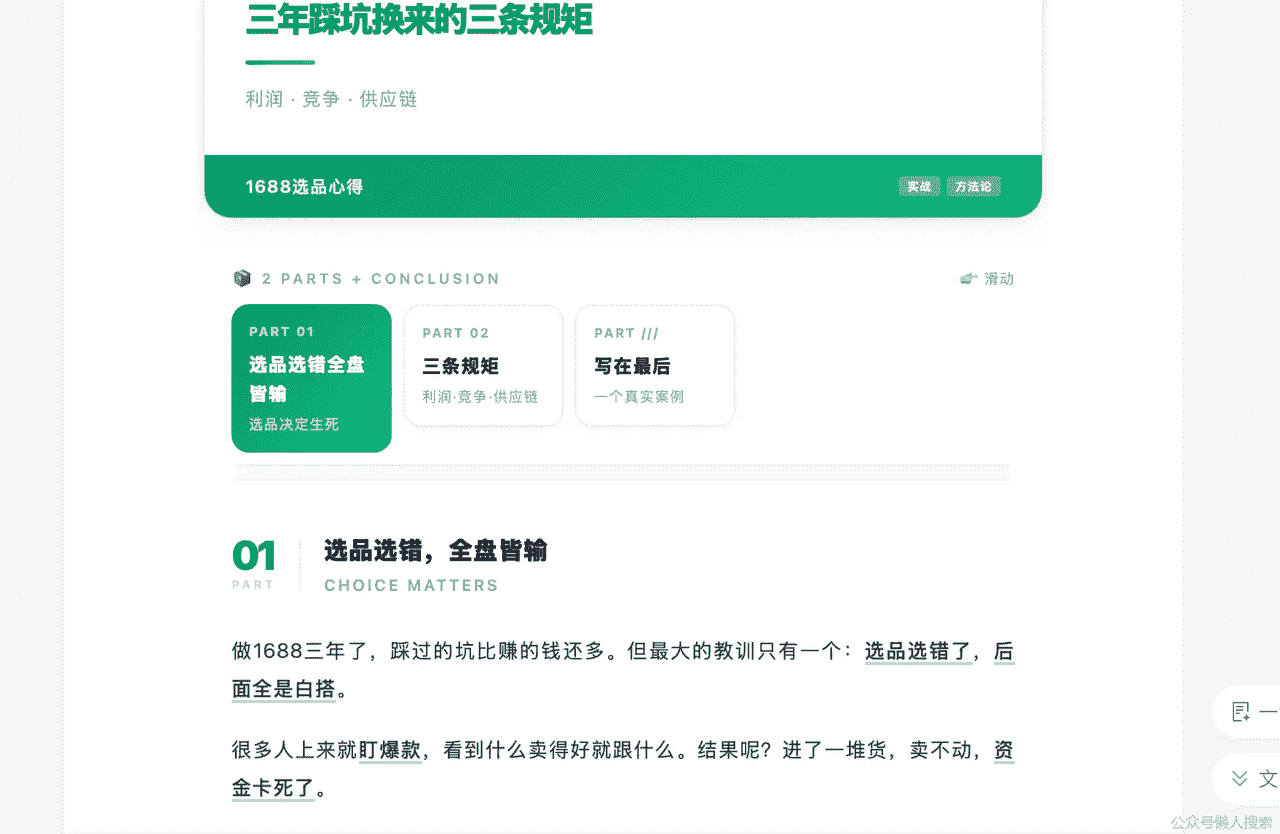 三年踩坑换来的三条规矩
利润 · 竞争 · 供应链
1688选品心得
实战 方法论
2 PARTS + CONCLUSION
滑动
PART 01
选品选错全盘
皆输
选品决定生死
PART 02
三条规矩
利润·竞争·供应链
PART ///
写在最后
一个真实案例
01
PART
选品选错，全盘皆输
CHOICE MATTERS
做1688三年了，踩过的坑比赚的钱还多。但最大的教训只有一个：选品选错了，后
面全是白搭。
很多人上来就盯爆款，看到什么卖得好就跟什么。结果呢？进了一堆货，卖不动，资
金卡死了。
一
文
公众号懒人搜索